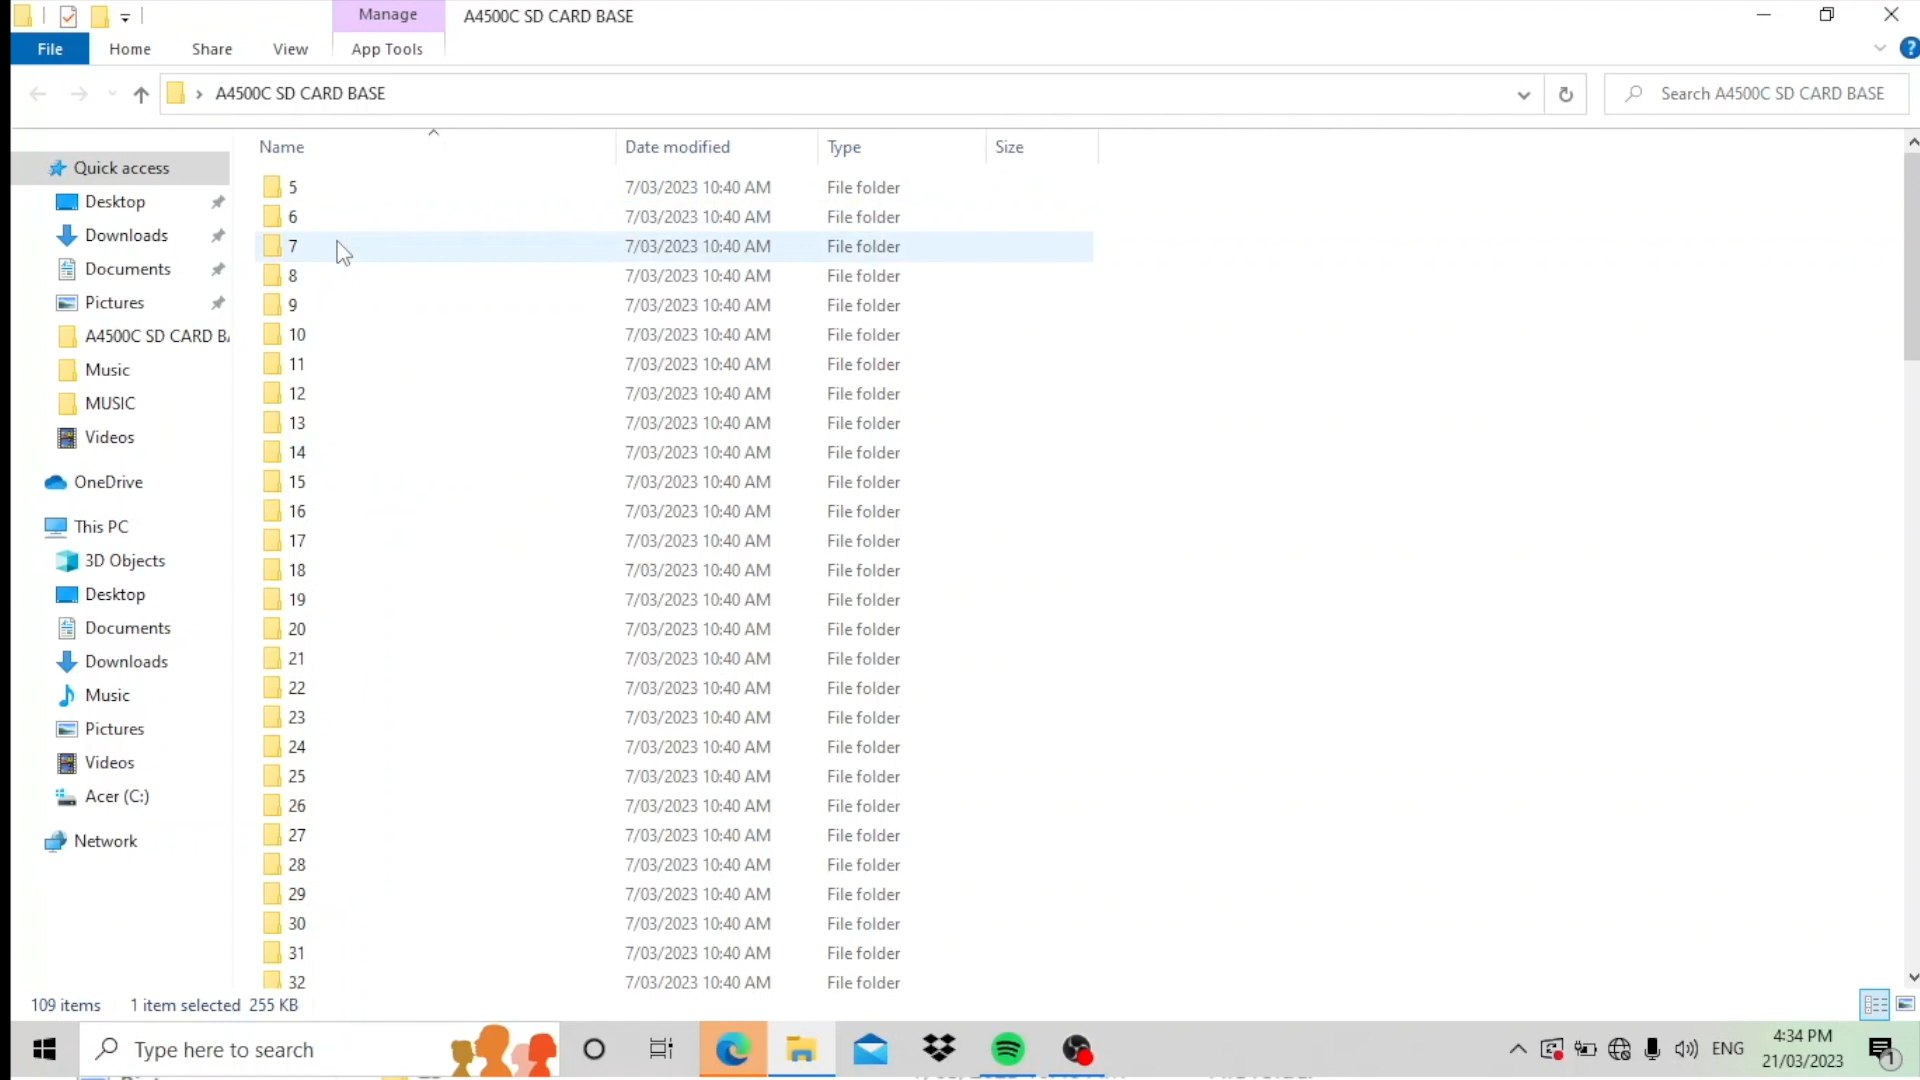 Manage
A4500C SD CARD BASE
File
Home
Share
View
App Tools
A4500C SD CARD BASE
Search A4500C SD CARD BASE
Name
Date modified
Type
Size
Quick access
Desktop
Downloads
Documents
Pictures
A4500C SD CARD BA
Music
MUSIC
Videos
OneDrive
This PC
3D Objects
Desktop
Documents
Downloads
Music
Pictures
Videos
Acer (C:)
Network
5 7/03/2023 10:40 AM File folder
6 7/03/2023 10:40 AM File folder
7 7/03/2023 10:40 AM File folder
8 7/03/2023 10:40 AM File folder
9 7/03/2023 10:40 AM File folder
10 7/03/2023 10:40 AM File folder
11 7/03/2023 10:40 AM File folder
12 7/03/2023 10:40 AM File folder
13 7/03/2023 10:40 AM File folder
14 7/03/2023 10:40 AM File folder
15 7/03/2023 10:40 AM File folder
16 7/03/2023 10:40 AM File folder
17 7/03/2023 10:40 AM File folder
18 7/03/2023 10:40 AM File folder
19 7/03/2023 10:40 AM File folder
20 7/03/2023 10:40 AM File folder
21 7/03/2023 10:40 AM File folder
22 7/03/2023 10:40 AM File folder
23 7/03/2023 10:40 AM File folder
24 7/03/2023 10:40 AM File folder
25 7/03/2023 10:40 AM File folder
26 7/03/2023 10:40 AM File folder
27 7/03/2023 10:40 AM File folder
28 7/03/2023 10:40 AM File folder
29 7/03/2023 10:40 AM File folder
30 7/03/2023 10:40 AM File folder
31 7/03/2023 10:40 AM File folder
32 7/03/2023 10:40 AM File folder
109 items 1 item selected 255 KB
Type here to search
ENG
4:34 PM
21/03/2023
1